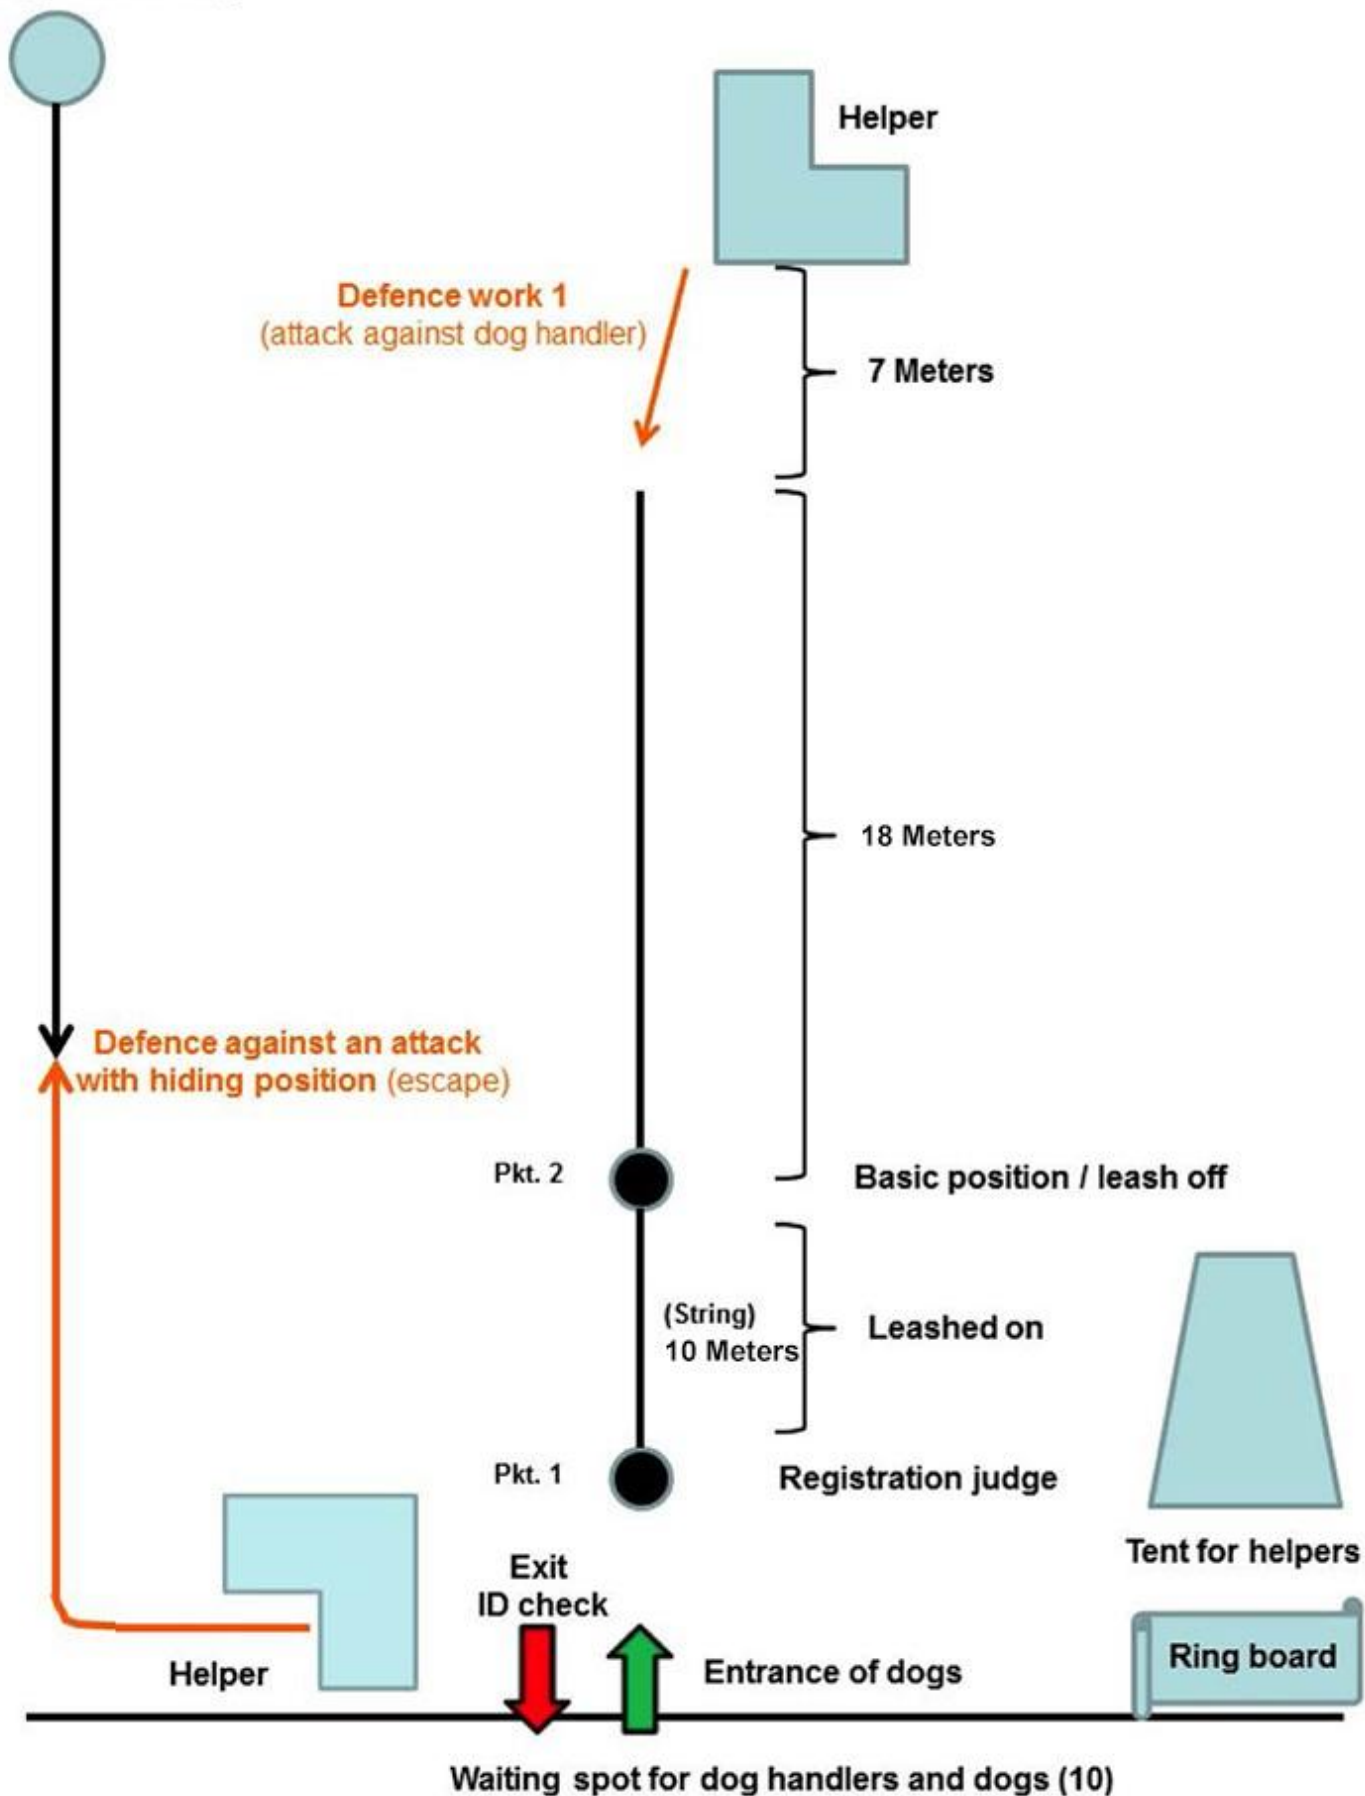 Helper
Defence work 1
(attack against dog handler)
7 Meters
18 Meters
Defence against an attack
with hiding position (escape)
Pkt. 2
Basic position / leash off
(String)
10 Meters
Leashed on
Pkt. 1
Registration judge
Tent for helpers
Exit
ID check
Helper
Entrance of dogs
Ring board
Waiting spot for dog handlers and dogs (10)